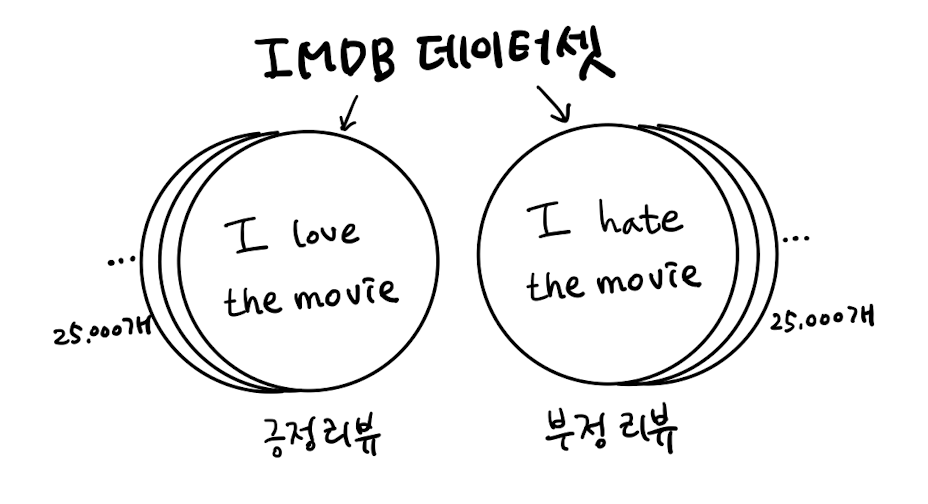 IMDB 데이터셋
I love
the movie
...
25.000개
긍정리뷰
I hate
the movie
...
25.000개
부정리뷰